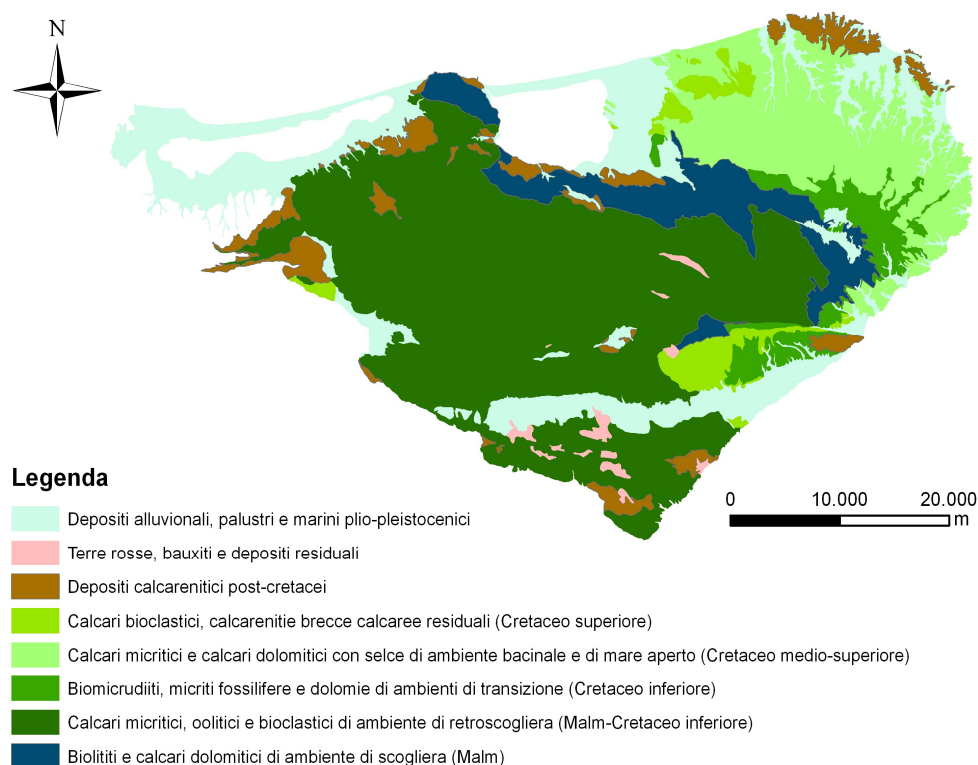 N
Legenda
Depositi alluvionali, palustri e marini plio-pleistocenici
Terre rosse, bauxiti e depositi residuali
Depositi calcarenitici post-cretacei
Calcari bioclastici, calcarenitie brecce calcaree residuali (Cretaceo superiore)
Calcari micritici e calcari dolomitici con selce di ambiente bacinale e di mare aperto (Cretaceo medio-superiore)
Biomicrudiiti, micriti fossilifere e dolomie di ambienti di transizione (Cretaceo inferiore)
Calcari micritici, oolitici e bioclastici di ambiente di retroscogliera (Malm-Cretaceo inferiore)
Biolititi e calcari dolomitici di ambiente di scogliera (Malm)
0 10.000 20.000
m